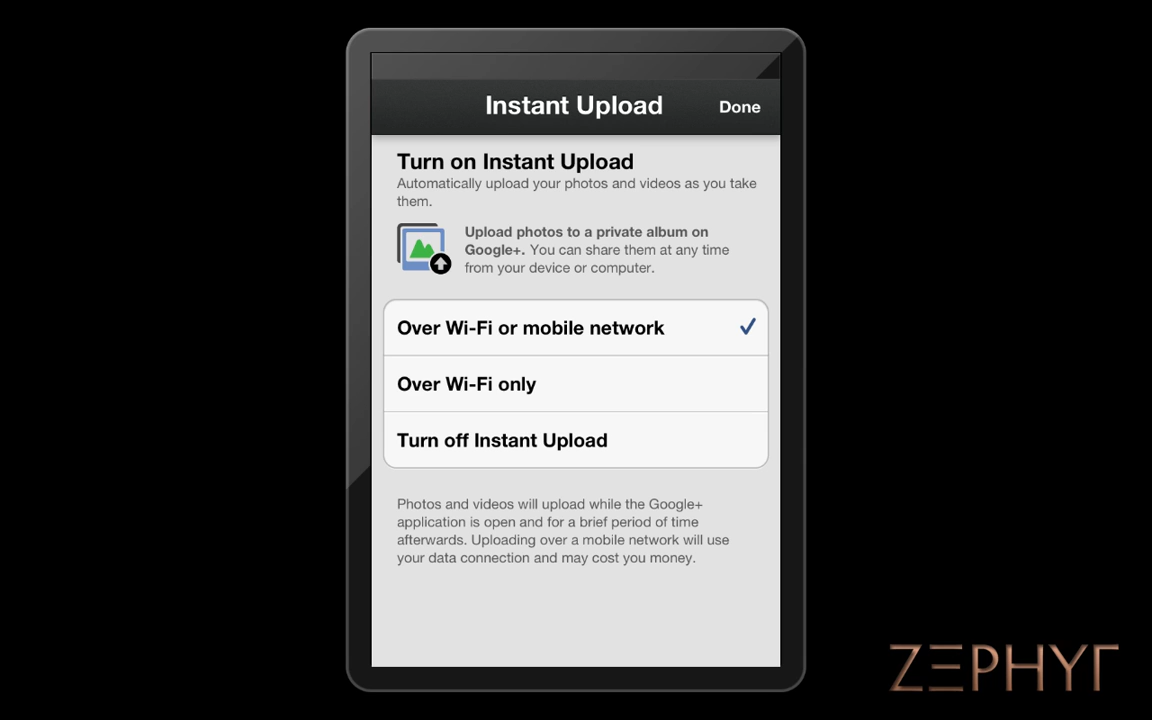 Instant Upload
Done
Turn on Instant Upload
Automatically upload your photos and videos as you take
them.
Upload photos to a private album on
Google+. You can share them at any time
from your device or computer.
Over Wi-Fi or mobile network
Over Wi-Fi only
Turn off Instant Upload
Photos and videos will upload while the Google+
application is open and for a brief period of time
afterwards. Uploading over a mobile network will use
your data connection and may cost you money.
ZEPHYR